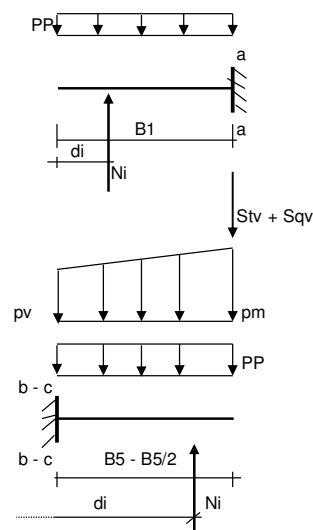 PP
a
B1
a
di
Ni
Stv + Sqv
pv
pm
PP
b - c
b - c
B5 - B5/2
di
Ni